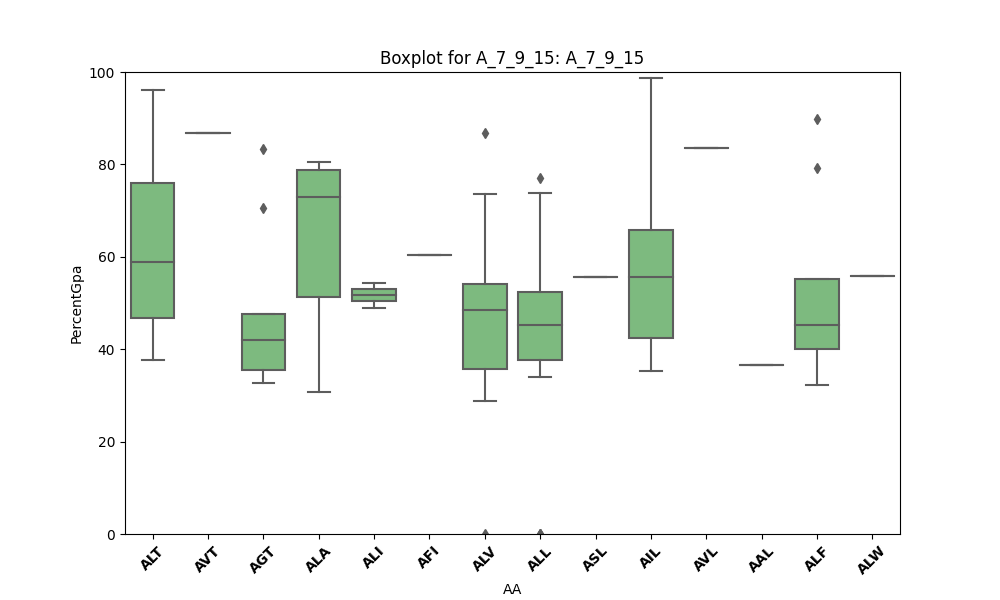 Boxplot for A_7_9_15: A_7_9_15
PercentGpa
100
80
60
40
20
0
ALT AVT AGT ALA ALI AFI ALV ALL ASL AIL AVL AAL ALF ALW
AA